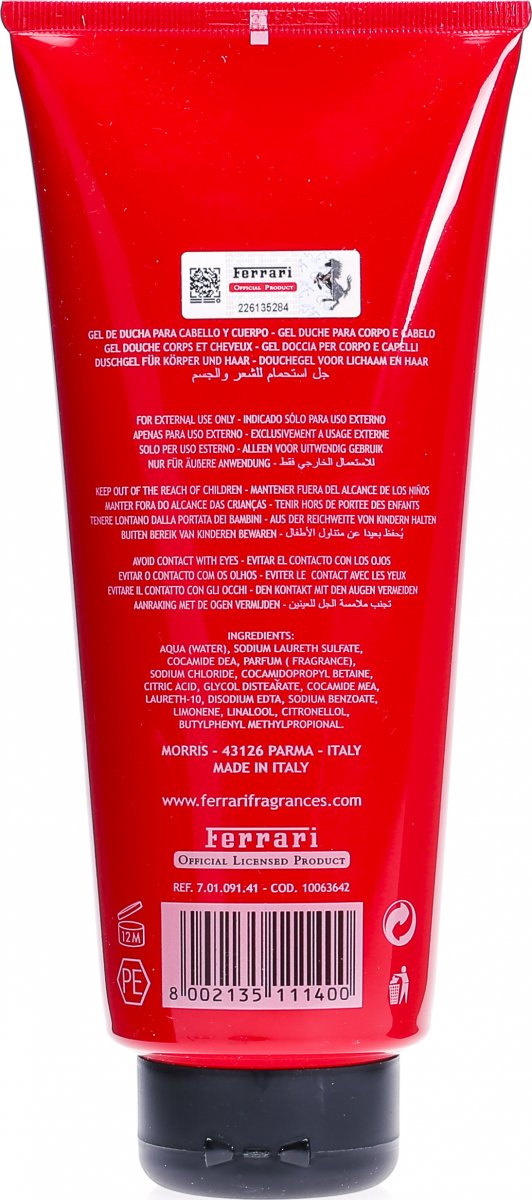 Ferrari
OFFICIAL PRODUCT
226135284
GEL DE DUCHA PARA CABELLO Y CUERPO - GEL DUCHE PARA CORPO E CABELO
GEL DOUCHE CORPS ET CHEVEUX - GEL DOCCIA PER CORPO E CAPELLI
DUSCHGEL FÜR KÖRPER UND HAAR - DOUCHEGEL VOOR LICHAAM EN HAAR
جل استحمام للشعر والجسم
FOR EXTERNAL USE ONLY - INDICADO SÓLO PARA USO EXTERNO
APENAS PARA USO EXTERNO - EXCLUSIVEMENT A USAGE EXTERNE
SOLO PER USO ESTERNO - ALLEEN VOOR UITWENDIG GEBRUIK
NUR FÜR ÄUßERE ANWENDUNG - للاستعمال الخارجي فقط
KEEP OUT OF THE REACH OF CHILDREN - MANTENER FUERA DEL ALCANCE DE LOS NIÑOS
MANTER FORA DO ALCANCE DAS CRIANÇAS - TENIR HORS DE PORTEE DES ENFANTS
TENERE LONTANO DALLA PORTATA DEI BAMBINI - AUS DER REICHWEITE VON KINDERN HALTEN
BUITEN BEREIK VAN KINDEREN BEWAREN - يُحفظ بعيدا عن متناول الأطفال
AVOID CONTACT WITH EYES - EVITAR EL CONTACTO CON LOS OJOS
EVITAR O CONTACTO COM OS OLHOS - EVITER LE CONTACT AVEC LES YEUX
EVITARE IL CONTATTO CON GLI OCCHI - DEN KONTAKT MIT DEN AUGEN VERMEIDEN
AANRAKING MET DE OGEN VERMIJDEN - تجنب ملامسة الجل للعينين
INGREDIENTS:
AQUA (WATER), SODIUM LAURETH SULFATE,
COCAMIDE DEA, PARFUM ( FRAGRANCE),
SODIUM CHLORIDE, COCAMIDOPROPYL BETAINE,
CITRIC ACID, GLYCOL DISTEARATE, COCAMIDE MEA,
LAURETH-10, DISODIUM EDTA, SODIUM BENZOATE,
LIMONENE, LINALOOL, CITRONELLOL,
BUTYLPHENYL METHYLPROPIONAL.
MORRIS - 43126 PARMA - ITALY
MADE IN ITALY
www.ferrarifragrances.com
Ferrari
OFFICIAL LICENSED PRODUCT
REF. 7.01.091.41 - COD. 10063642
12M
PE
8 002135 111400